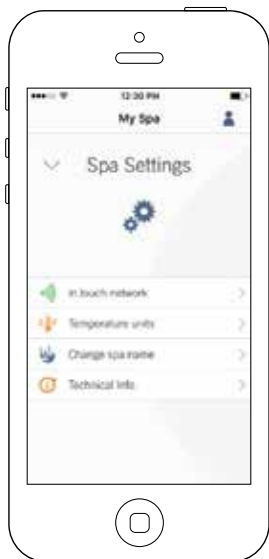 12:30 PM
My Spa
Spa Settings
in.touch network
Temperature units
Change spa name
Technical Info